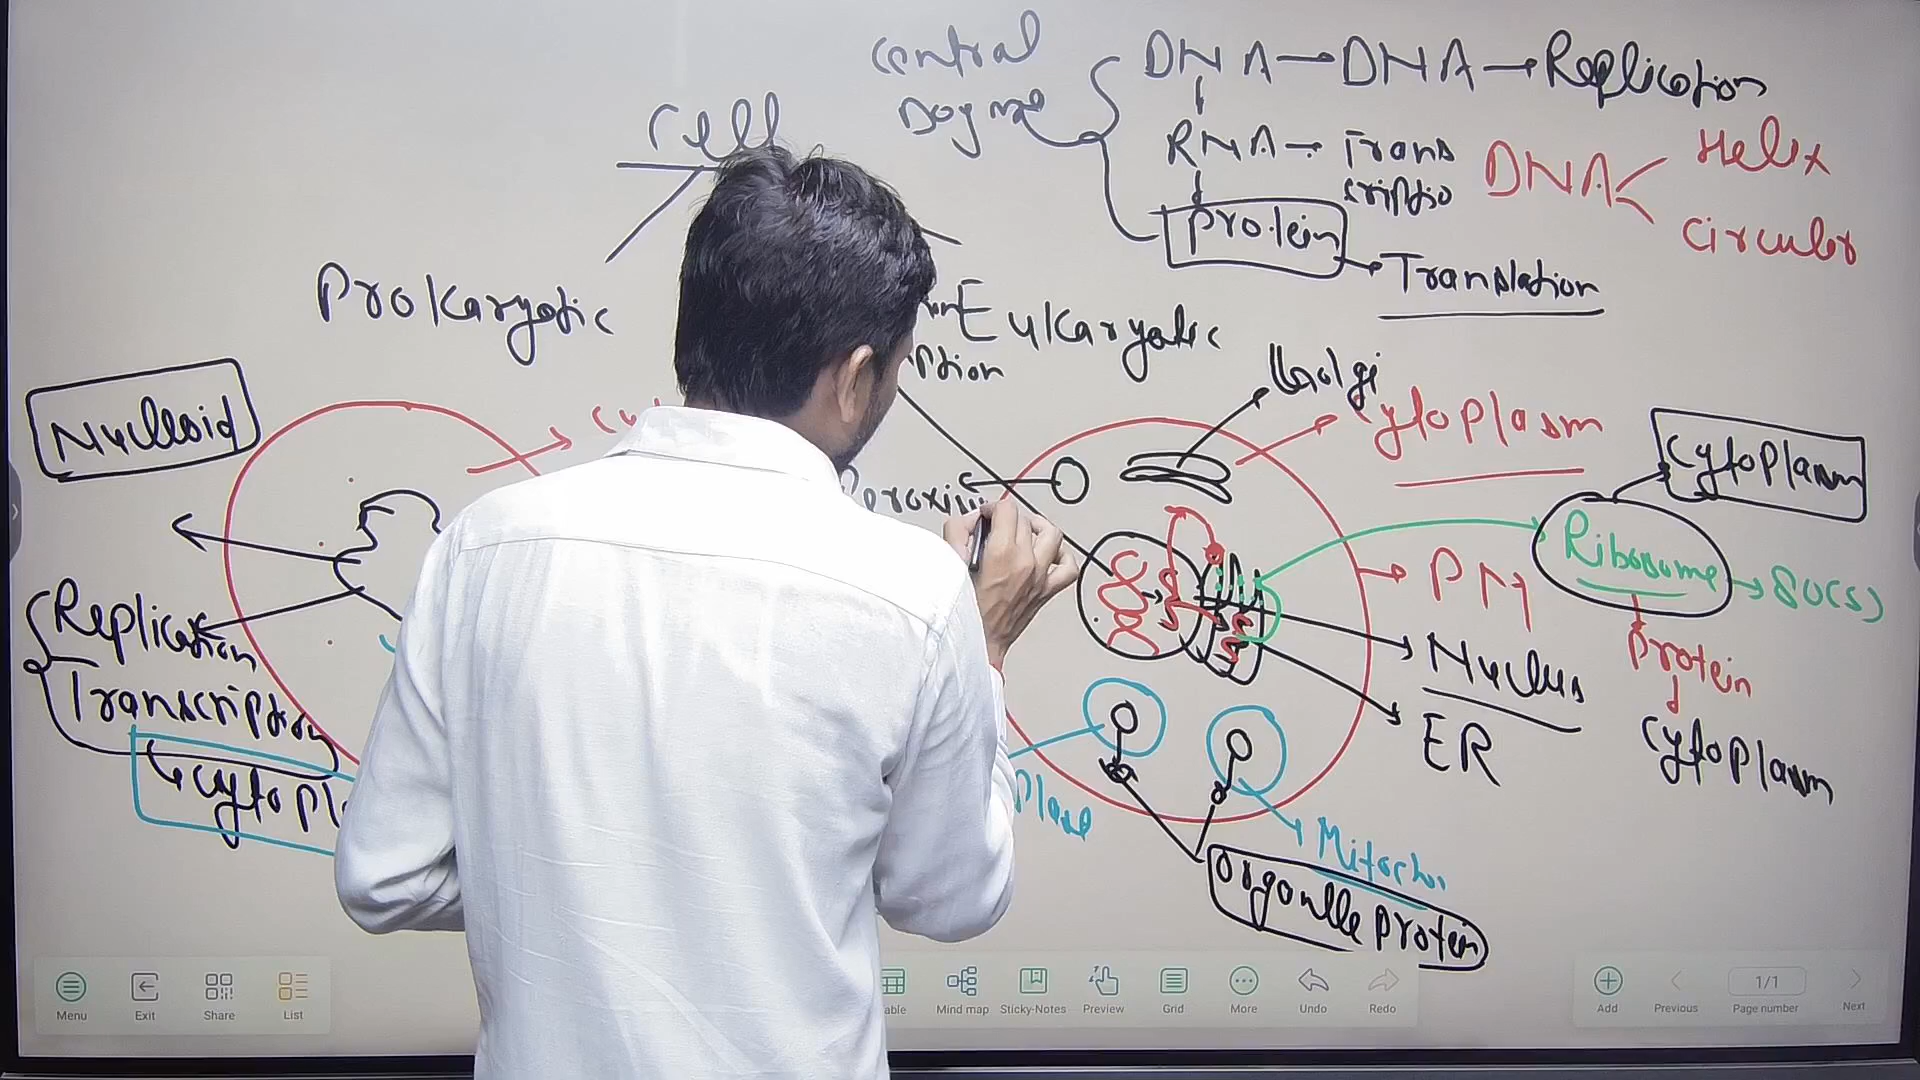 Central
Dogma
DNA → DNA → Replication
RNA → Trans
criptio
Protein
Translation
DNA
Helix
Circular
Cell
Prokaryotic
Eukaryotic
ption
Nucleoid
Golgi
Cytoplasm
Cytoplasm
Ribosome → 80(S)
PM
Protein
Cytoplasm
Nucleus
ER
Replication
Transcription
Organelle Protein
Menu
Exit
Share
List
Mind map
Sticky-Notes
Preview
Grid
More
Undo
Redo
Add
Previous
1/1
Page number
Next